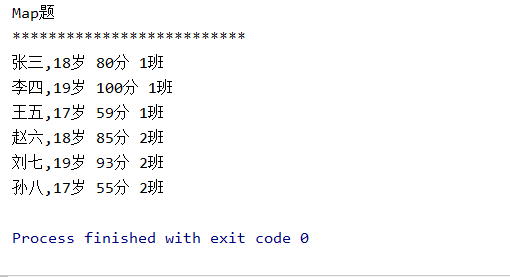 Map题
**************************
张三,18岁 80分 1班
李四,19岁 100分 1班
王五,17岁 59分 1班
赵六,18岁 85分 2班
刘七,19岁 93分 2班
孙八,17岁 55分 2班
Process finished with exit code 0